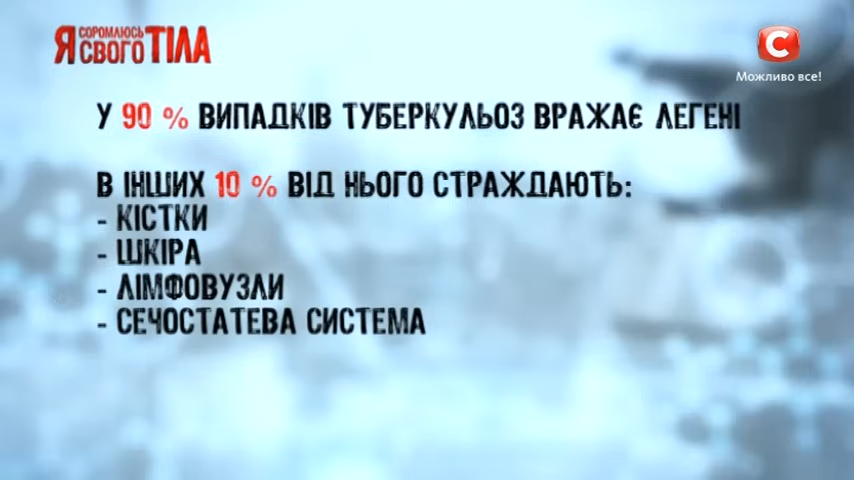 Я СОРОМЛЮСЬ СВОГО ТІЛА
С
Можливо все!
У 90 % ВИПАДКІВ ТУБЕРКУЛЬОЗ ВРАЖАЄ ЛЕГЕНІ
В ІНШИХ 10 % ВІД НЬОГО СТРАЖДАЮТЬ:
- КІСТКИ
- ШКІРА
- ЛІМФОВУЗЛИ
- СЕЧОСТАТЕВА СИСТЕМА